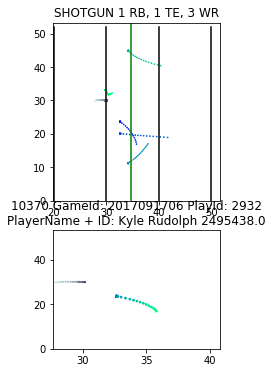 SHOTGUN 1 RB, 1 TE, 3 WR
50
40
30
20
10
0
20 30 40 50
10370 GameId: 2017091706 PlayId: 2932
PlayerName + ID: Kyle Rudolph 2495438.0
40
20
0
30 35 40